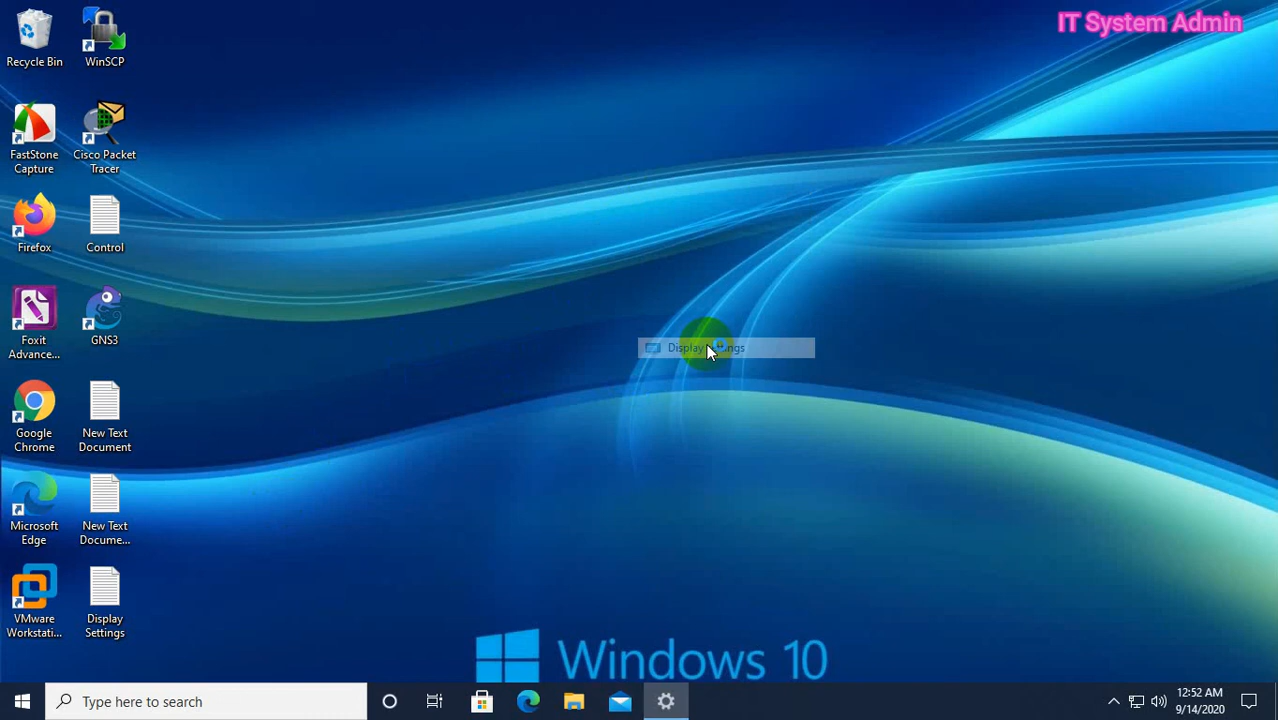 IT System Admin
Recycle Bin
WinSCP
FastStone
Capture
Cisco Packet
Tracer
Firefox
Control
Foxit
Advance...
GNS3
Google
Chrome
New Text
Document
Microsoft
Edge
New Text
Docume...
VMware
Workstati...
Display
Settings
Display settings
Windows 10
Type here to search
12:52 AM
9/14/2020